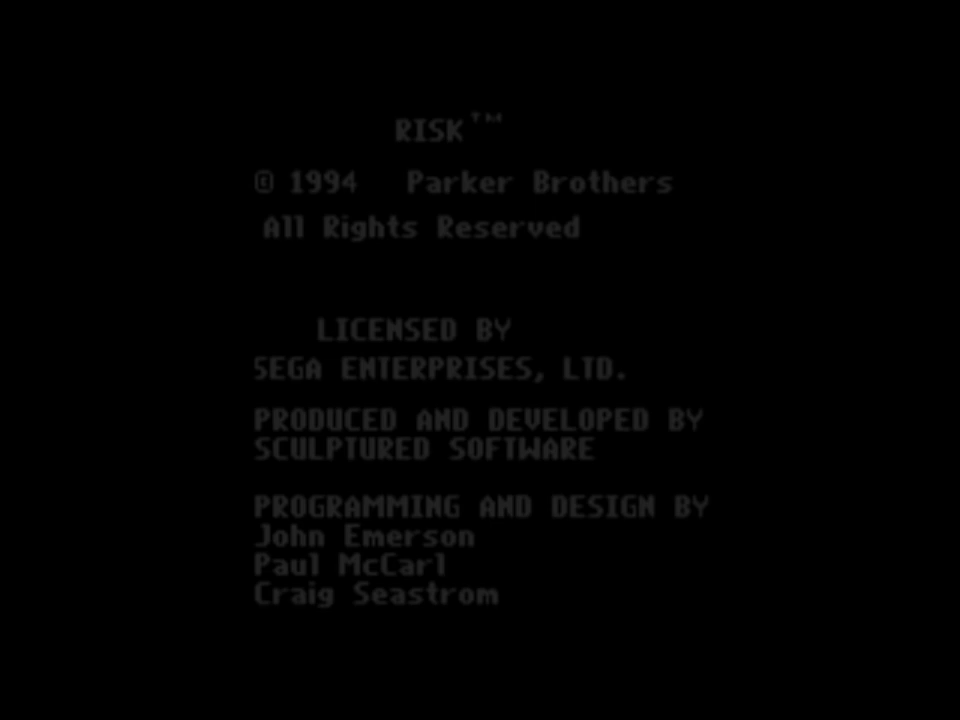 RISK™
© 1994 Parker Brothers
All Rights Reserved
LICENSED BY
SEGA ENTERPRISES, LTD.
PRODUCED AND DEVELOPED BY
SCULPTURED SOFTWARE
PROGRAMMING AND DESIGN BY
John Emerson
Paul McCarl
Craig Seastrom